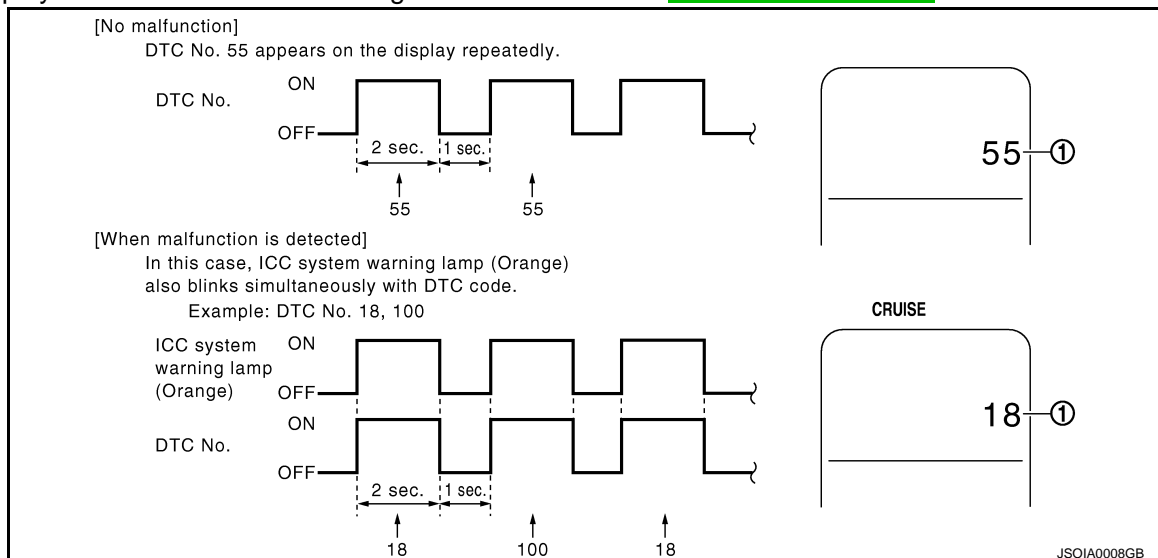 [No malfunction]
DTC No. 55 appears on the display repeatedly.
DTC No.
ON
OFF
2 sec.
1 sec.
55
55
55
①
[When malfunction is detected]
In this case, ICC system warning lamp (Orange)
also blinks simultaneously with DTC code.
Example: DTC No. 18, 100
ICC system
warning lamp
(Orange)
ON
OFF
DTC No.
ON
OFF
2 sec.
1 sec.
18
100
18
CRUISE
18
①
JSOIA0008GB